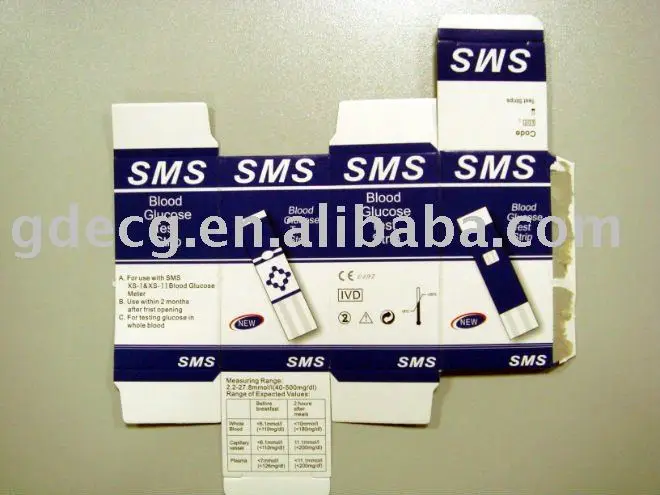 SMS
Test Strips
LOT
Code
SMS
Blood
Glucose
Test
Strip
A. For use with SMS
XS-1&XS-11Blood Glucose
Meter
B. Use within 2 months
after frist opening
C. For testing glucose in
whole blood
SMS
SMS
Blood
Glucose
Test
Strip
NEW
SMS
SMS
Blood
Glucose
Test
Strip
CE 0197
IVD
2
SMS
SMS
Blood
Glucose
Test
Strip
NEW
SMS
gdecg.en.alibaba.com
Measuring Range:
2.2-27.8mmol/l(40-500mg/dl)
Range of Expected Values:
Before breakfast
2 hours after meals
Whole Blood
<6.1mmol/l (<110mg/dl)
<10mmol/l (<180mg/dl)
Capillary vessel
<6.1mmol/l (<110mg/dl)
11.1mmol/l (<200mg/dl)
Plasma
<7mmol/l (<126mg/dl)
<11.1mmol/l (<200mg/dl)